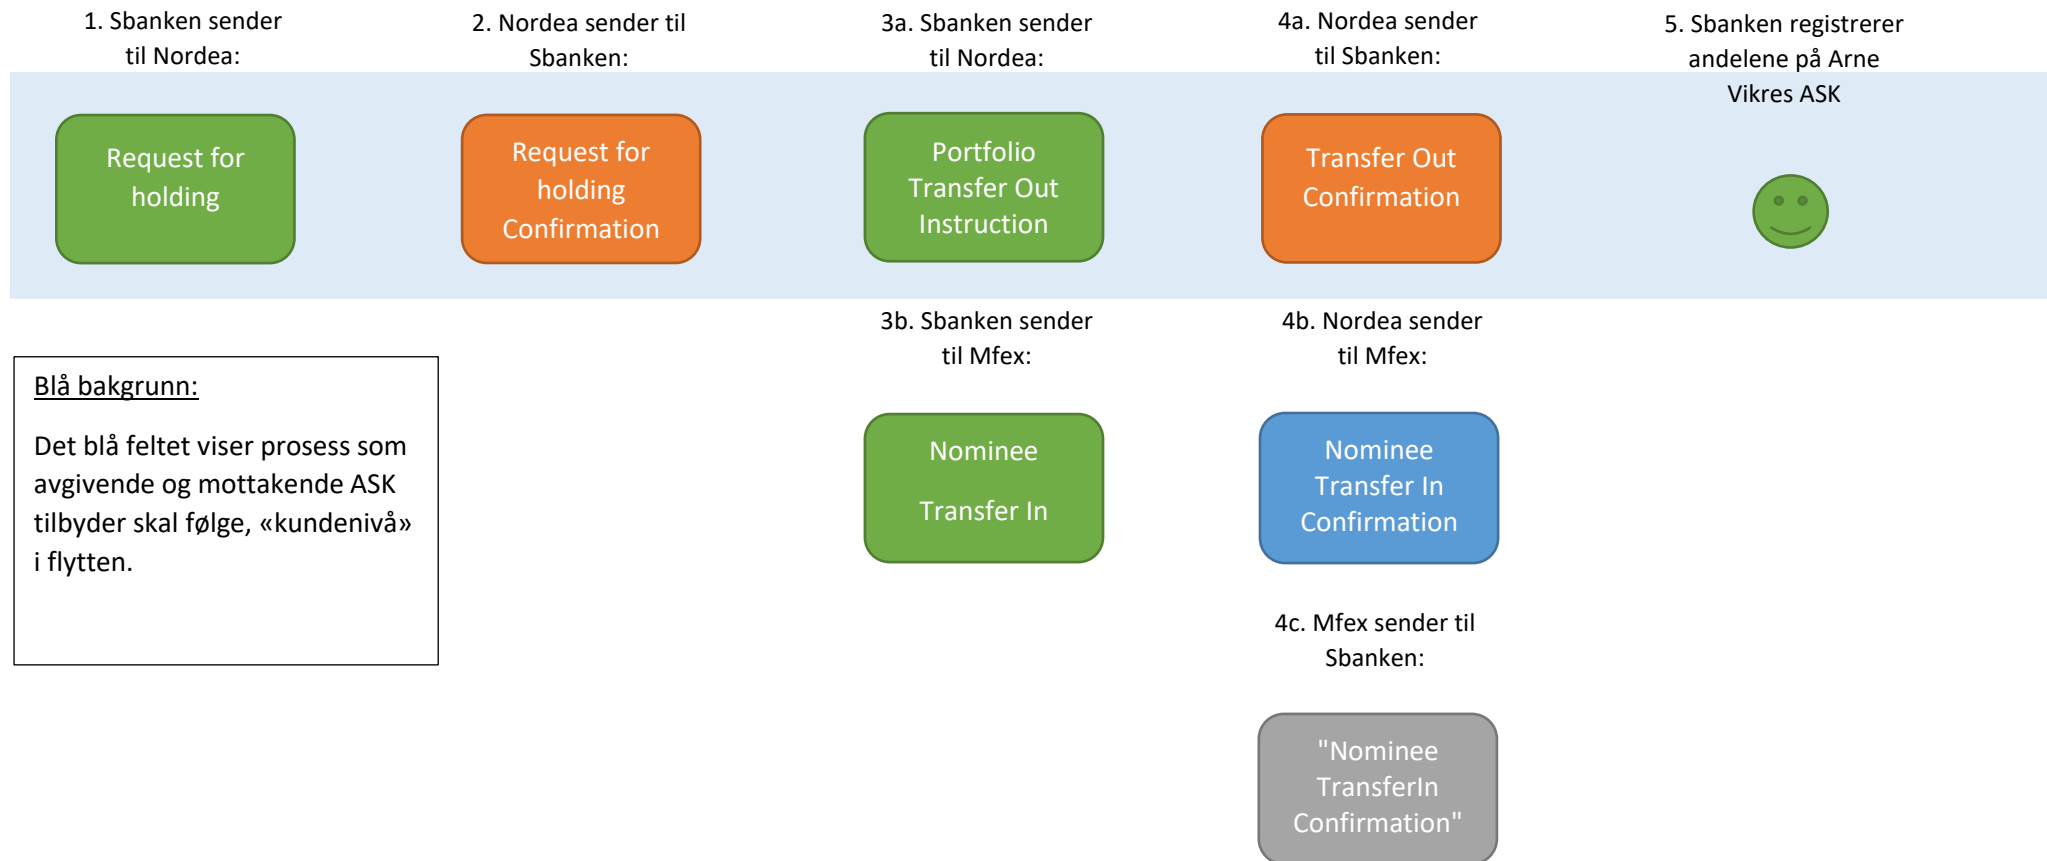 1. Sbanken sender
til Nordea:
2. Nordea sender til
Sbanken:
3a. Sbanken sender
til Nordea:
4a. Nordea sender
til Sbanken:
5. Sbanken registrerer
andelene på Arne
Vikres ASK
Request for
holding
Request for
holding
Confirmation
Portfolio
Transfer Out
Instruction
Transfer Out
Confirmation
3b. Sbanken sender
til Mfex:
4b. Nordea sender
til Mfex:
Blå bakgrunn:
Det blå feltet viser prosess som
avgivende og mottakende ASK
tilbyder skal følge, «kundenivå»
i flytten.
Nominee
Transfer In
Nominee
Transfer In
Confirmation
4c. Mfex sender til
Sbanken:
"Nominee
TransferIn
Confirmation"